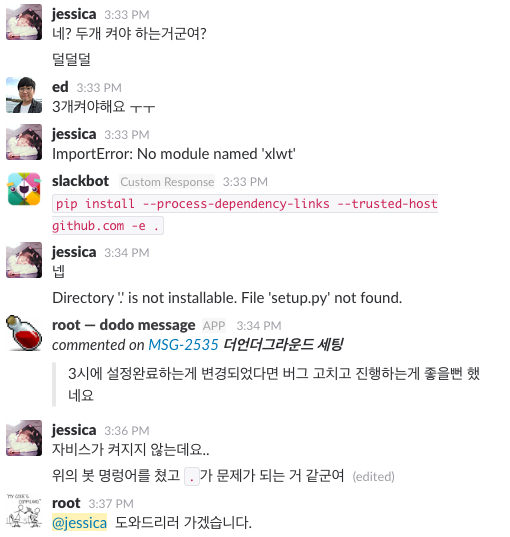 jessica 3:33 PM
네? 두개 켜야 하는거군여?
덜덜덜
ed 3:33 PM
3개켜야해요 ㅜㅜ
jessica 3:33 PM
ImportError: No module named 'xlwt'
slackbot Custom Response 3:33 PM
pip install --process-dependency-links --trusted-host
github.com -e .
jessica 3:34 PM
넵
Directory '.' is not installable. File 'setup.py' not found.
root — dodo message APP 3:34 PM
commented on MSG-2535 더언더그라운드 세팅
3시에 설정완료하는게 변경되었다면 버그 고치고 진행하는게 좋을뻔 했
네요
jessica 3:36 PM
자비스가 켜지지 않는데요..
위의 봇 명렁어를 쳤고 . 가 문제가 되는 거 같군여 (edited)
root 3:37 PM
@jessica 도와드리러 가겠습니다.